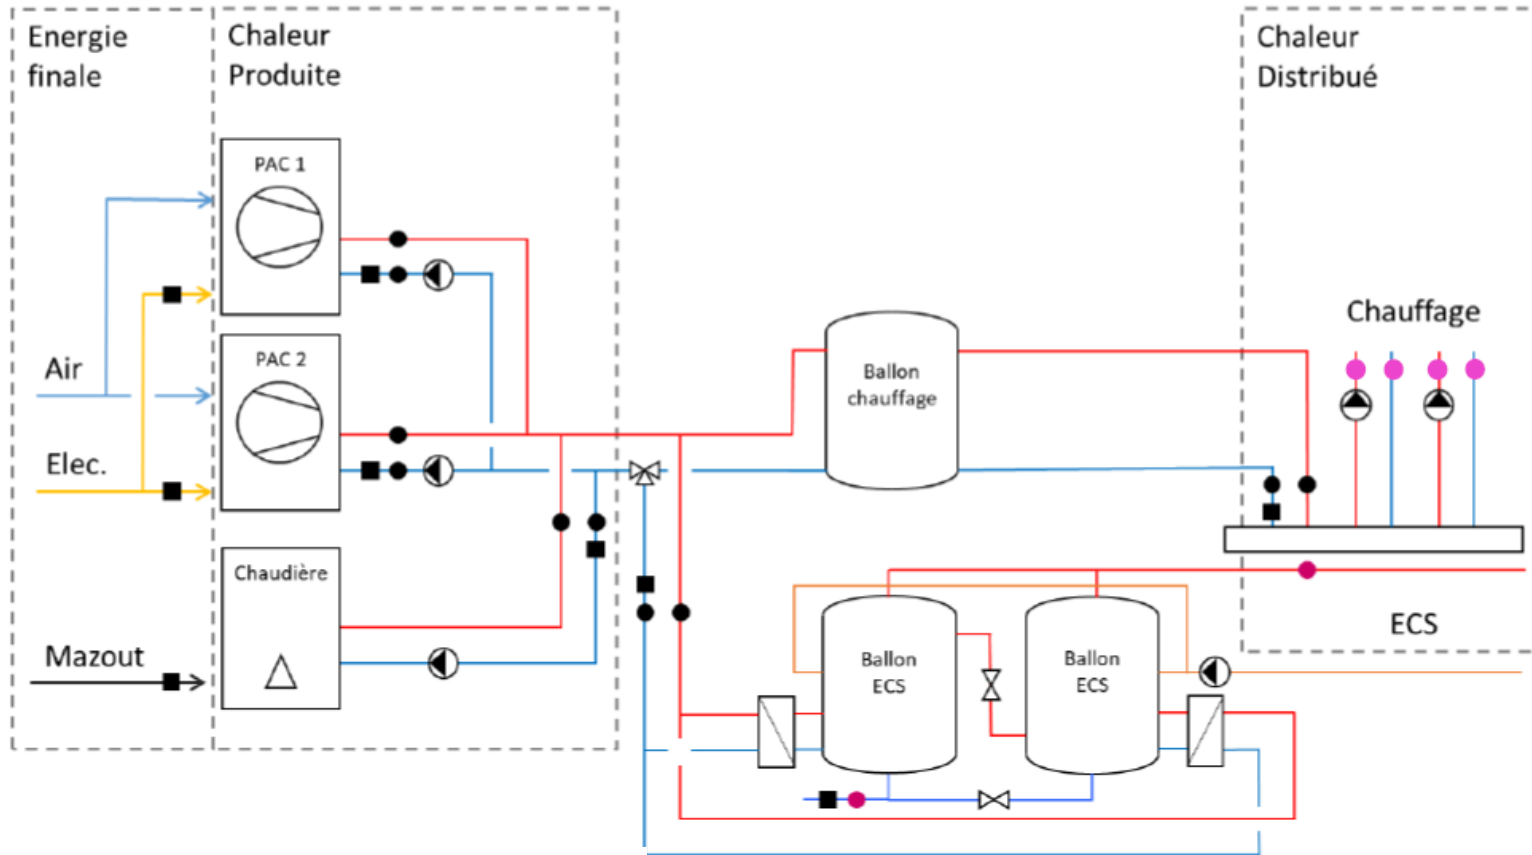 Energie
finale
Chaleur
Produite
Chaleur
Distribué
PAC 1
Chauffage
PAC 2
Air
Ballon
chauffage
Elec.
Chaudière
Mazout
ECS
Ballon
ECS
Ballon
ECS